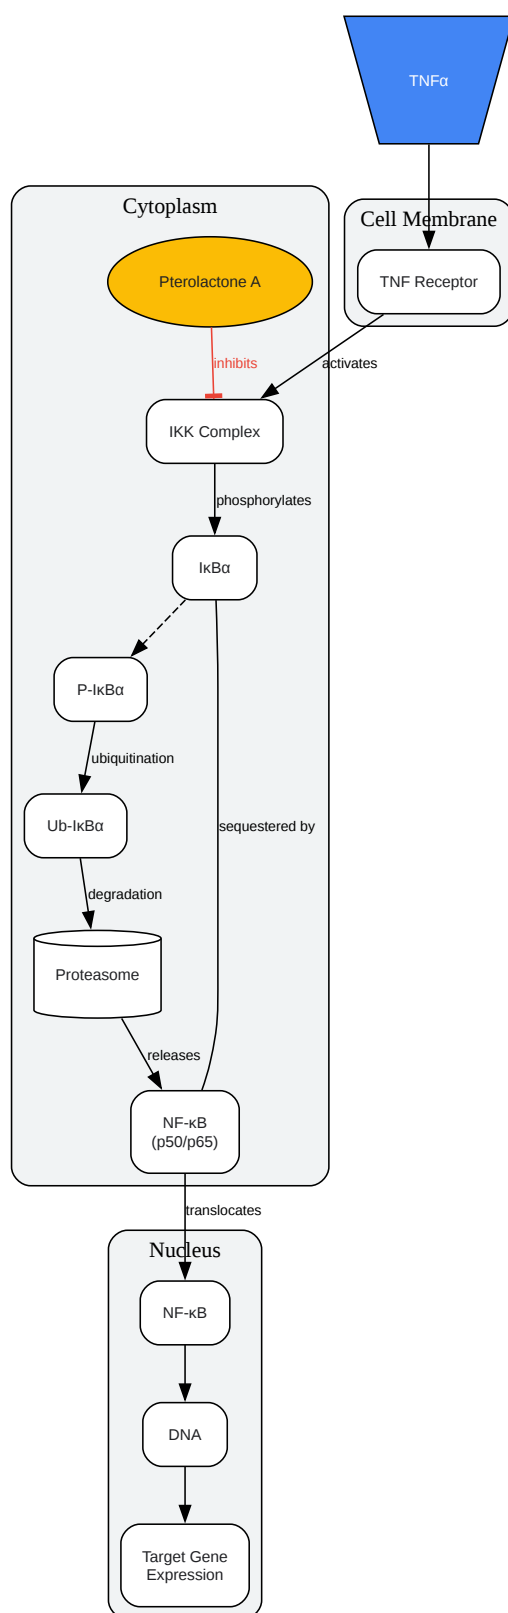 TNFα
Cytoplasm
Cell Membrane
Pterolactone A
TNF Receptor
inhibits
activates
IKK Complex
phosphorylates
IκBα
P-IκBα
ubiquitination
Ub-IκBα
sequestered by
degradation
Proteasome
releases
NF-κB
(p50/p65)
translocates
Nucleus
NF-κB
DNA
Target Gene
Expression